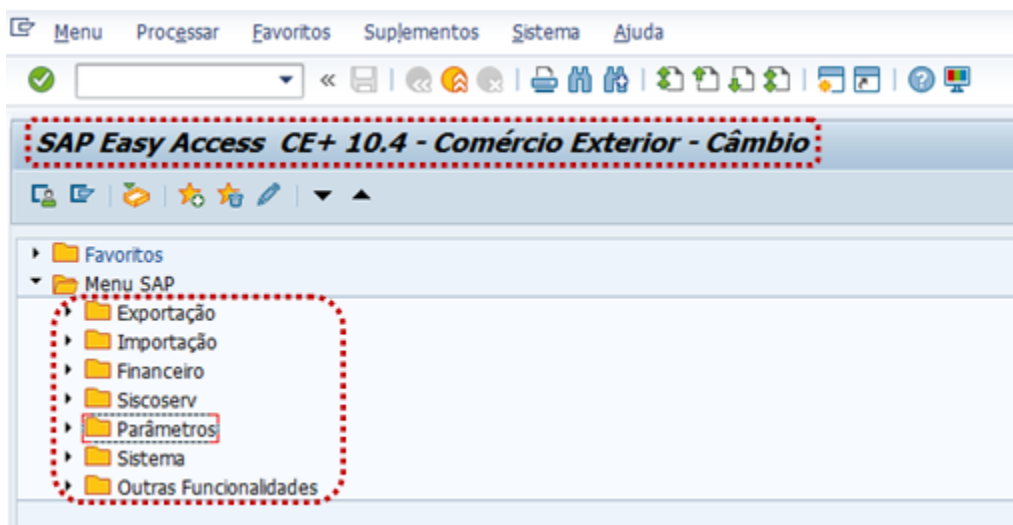 Menu Processar Favoritos Suplementos Sistema Ajuda
SAP Easy Access CE+ 10.4 - Comércio Exterior - Câmbio
Favoritos
Menu SAP
Exportação
Importação
Financeiro
Siscoserv
Parâmetros
Sistema
Outras Funcionalidades